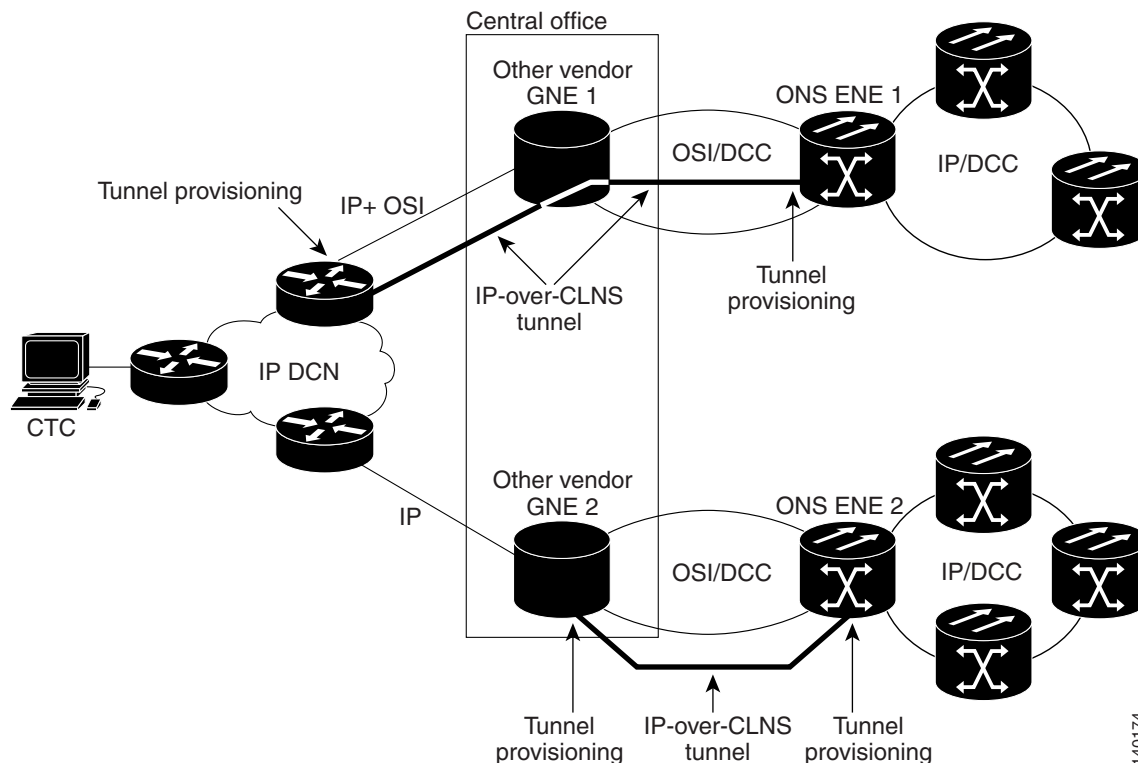 Central office
Other vendor
GNE 1
ONS ENE 1
OSI/DCC
IP/DCC
Tunnel provisioning
IP+ OSI
IP-over-CLNS
tunnel
Tunnel
provisioning
IP DCN
CTC
Other vendor
GNE 2
ONS ENE 2
IP
OSI/DCC
IP/DCC
Tunnel
provisioning
IP-over-CLNS
tunnel
Tunnel
provisioning
140174